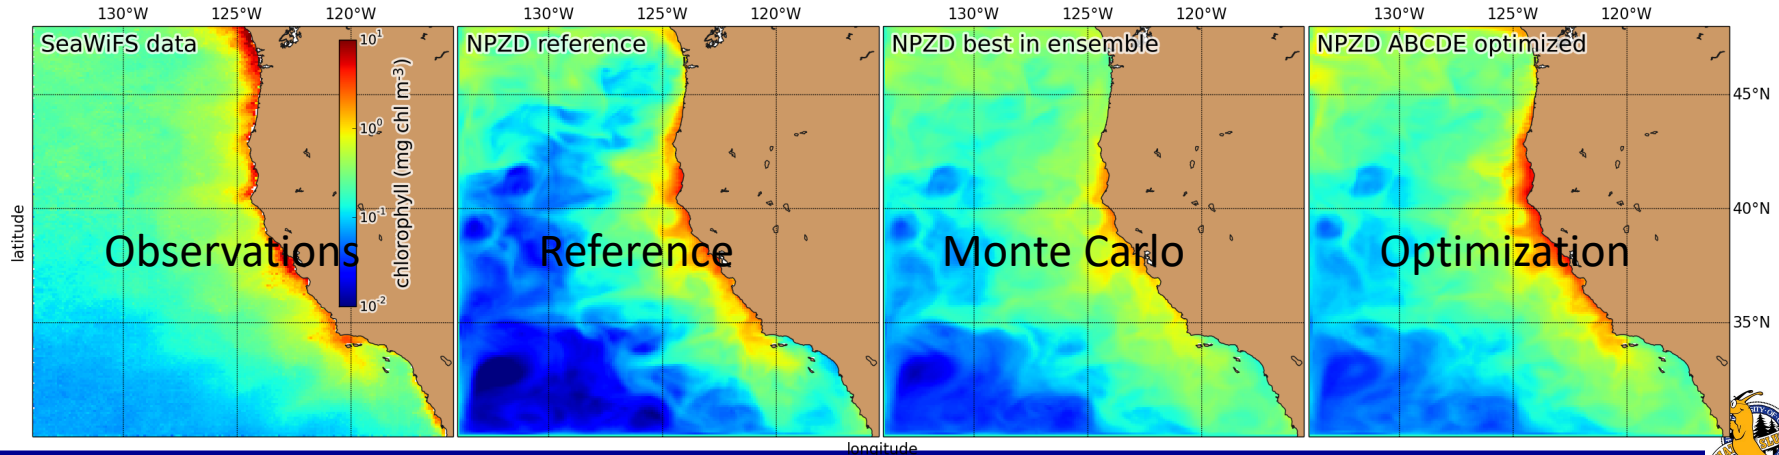 130°W 125°W 120°W 130°W 125°W 120°W 130°W 125°W 120°W 130°W 125°W 120°W
SeaWiFS data
NPZD reference
NPZD best in ensemble
NPZD ABCDE optimized
10¹
10⁰
10⁻¹
10⁻²
chlorophyll (mg chl m⁻³)
45°N
40°N
35°N
latitude
Observations
Reference
Monte Carlo
Optimization
longitude